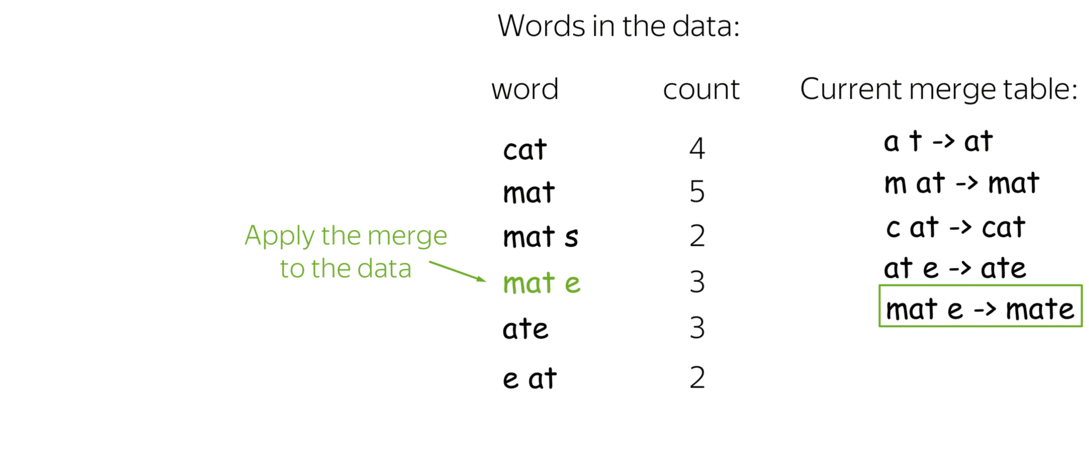 Words in the data:
word count Current merge table:
cat 4 a t -> at
mat 5 m at -> mat
mat s 2 c at -> cat
Apply the merge
to the data
mat e 3 at e -> ate
ate 3 mat e -> mate
e at 2